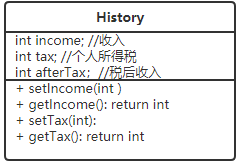 History
int income; //收入
int tax; //个人所得税
int afterTax; //税后收入
+ setIncome(int )
+ getIncome(): return int
+ setTax(int):
+ getTax(): return int